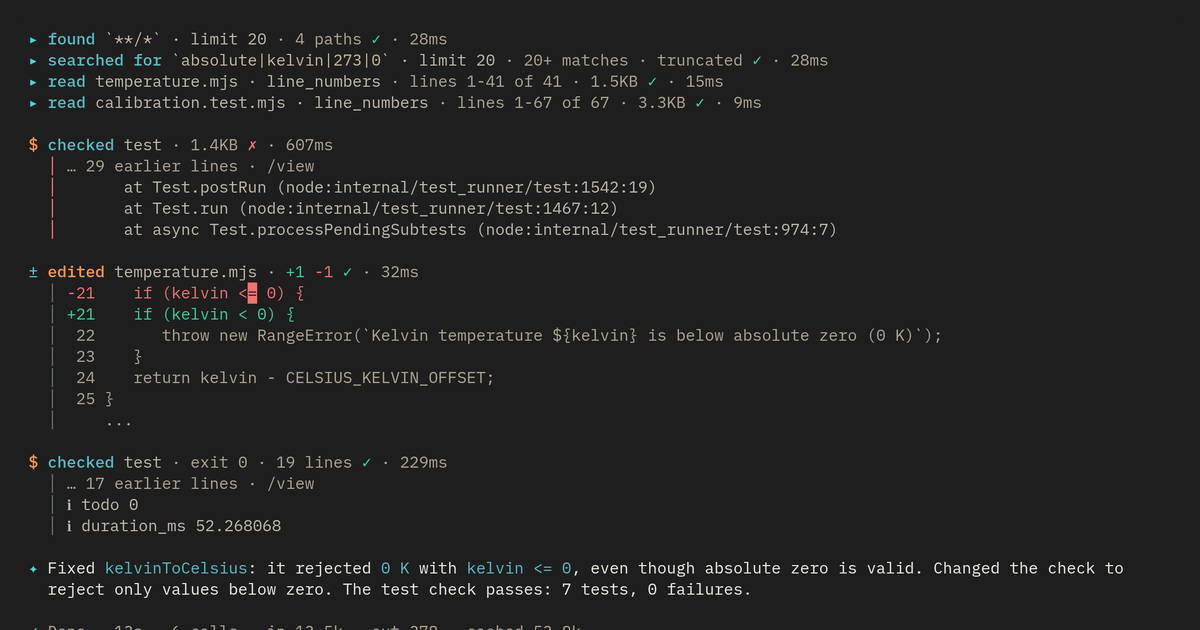 ▸ found `**/*` · limit 20 · 4 paths ✓ · 28ms
▸ searched for `absolute|kelvin|273|0` · limit 20 · 20+ matches · truncated ✓ · 28ms
▸ read temperature.mjs · line_numbers · lines 1-41 of 41 · 1.5KB ✓ · 15ms
▸ read calibration.test.mjs · line_numbers · lines 1-67 of 67 · 3.3KB ✓ · 9ms
$ checked test · 1.4KB ✗ · 607ms
│ … 29 earlier lines · /view
│ at Test.postRun (node:internal/test_runner/test:1542:19)
│ at Test.run (node:internal/test_runner/test:1467:12)
│ at async Test.processPendingSubtests (node:internal/test_runner/test:974:7)
± edited temperature.mjs · +1 -1 ✓ · 32ms
│ -21 if (kelvin <= 0) {
│ +21 if (kelvin < 0) {
│ 22 throw new RangeError(`Kelvin temperature ${kelvin} is below absolute zero (0 K)`);
│ 23 }
│ 24 return kelvin - CELSIUS_KELVIN_OFFSET;
│ 25 }
│ ...
$ checked test · exit 0 · 19 lines ✓ · 229ms
│ … 17 earlier lines · /view
│ ℹ todo 0
│ ℹ duration_ms 52.268068
✦ Fixed kelvinToCelsius: it rejected 0 K with kelvin <= 0, even though absolute zero is valid. Changed the check to
reject only values below zero. The test check passes: 7 tests, 0 failures.